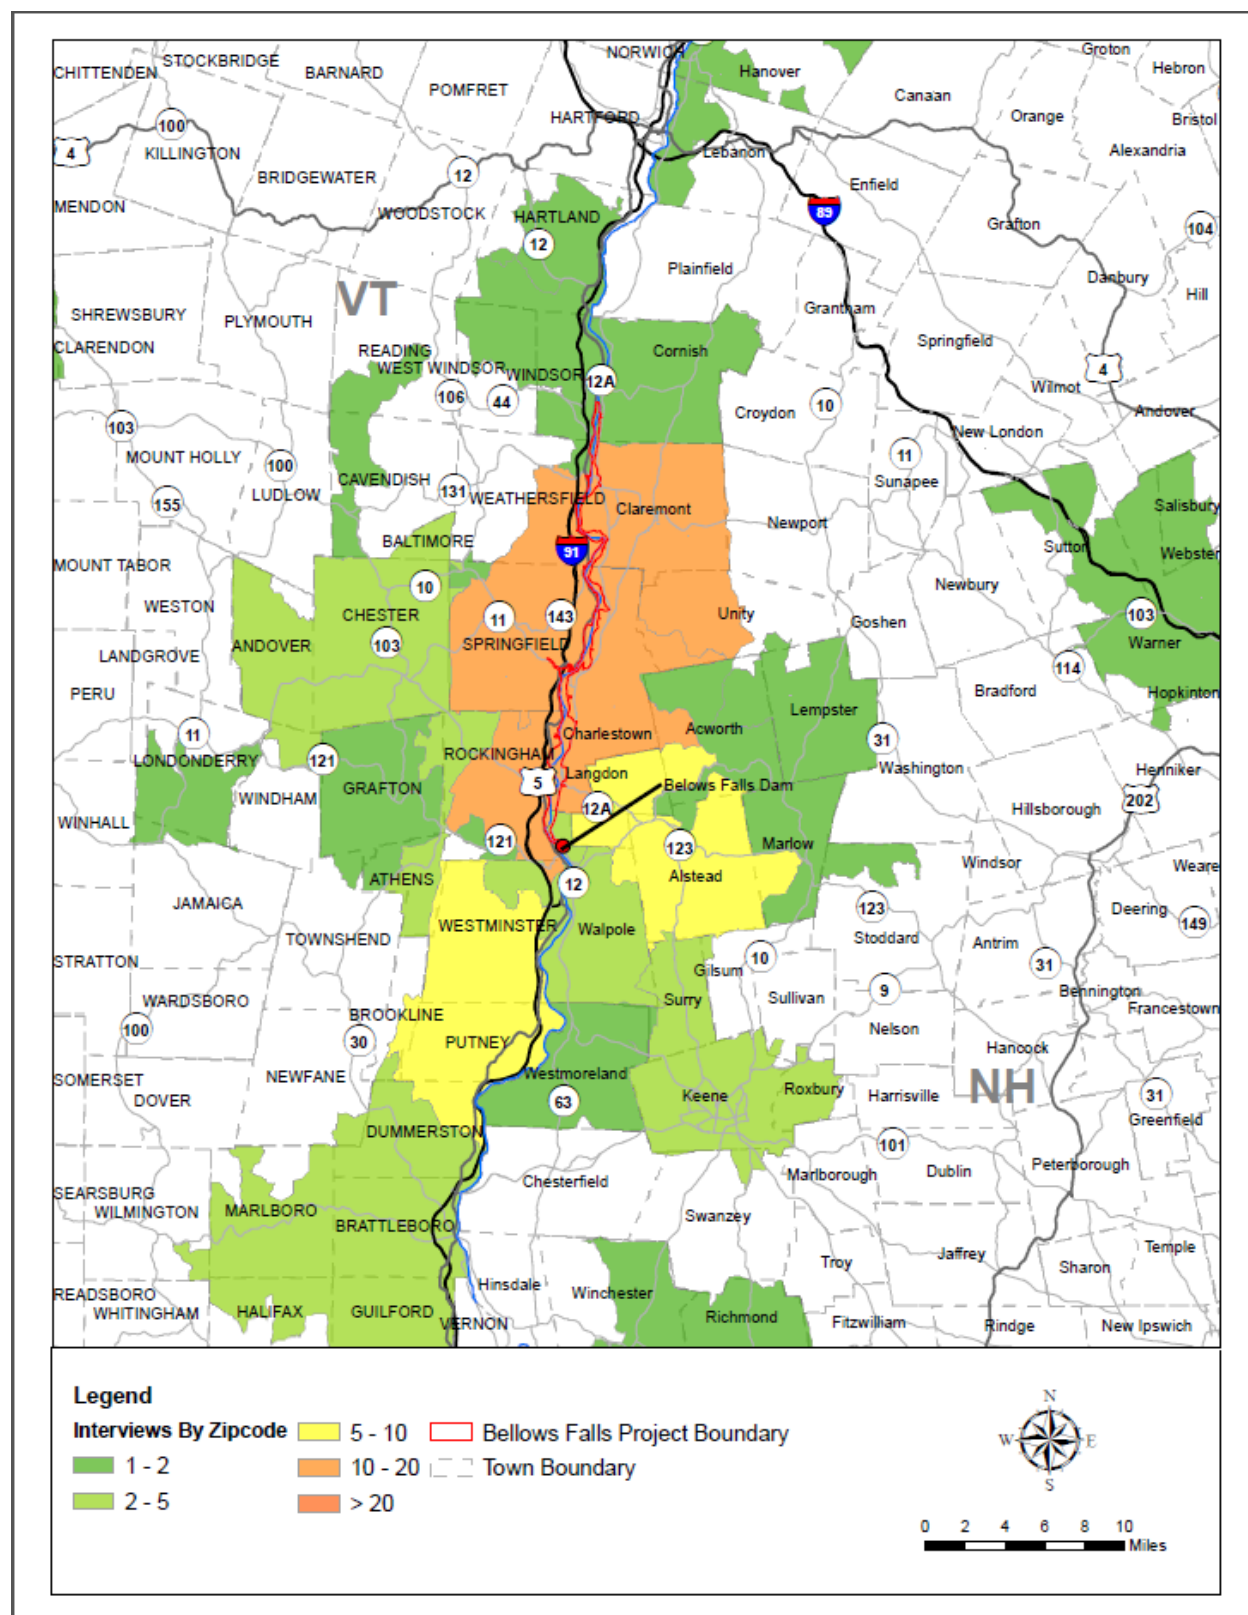 NORWICH
Groton
STOCKBRIDGE
CHITTENDEN
BARNARD
Hanover
Hebron
POMFRET
Canaan
HARTFORD
Orange
Bristol
100
4
KILLINGTON
Lebanon
Alexandria
12
BRIDGEWATER
Enfield
MENDON
WOODSTOCK
HARTLAND
89
Grafton
104
12
Plainfield
Danbury
VT
Hill
SHREWSBURY
PLYMOUTH
Grantham
CLARENDON
READING
Cornish
Springfield
WEST WINDSOR
WINDSOR
4
12A
Wilmot
106
44
Croydon
10
Andover
103
New London
MOUNT HOLLY
100
11
CAVENDISH
Sunapee
LUDLOW
131
WEATHERSFIELD
155
Claremont
Salisbury
Newport
BALTIMORE
Sutton
Webster
91
MOUNT TABOR
10
Newbury
WESTON
CHESTER
11
143
Unity
103
Goshen
ANDOVER
103
SPRINGFIELD
Warner
LANDGROVE
114
PERU
Bradford
Hopkinton
Lempster
11
Charlestown
Acworth
31
LONDONDERRY
121
ROCKINGHAM
Washington
Henniker
5
Langdon
GRAFTON
Belows Falls Dam
WINDHAM
12A
202
Hillsborough
WINHALL
121
123
Marlow
Windsor
Weare
ATHENS
12
Alstead
JAMAICA
123
Deering
149
WESTMINSTER
Walpole
TOWNSHEND
Stoddard
Antrim
STRATTON
10
31
Gilsum
WARDSBORO
Surry
Sullivan
9
Bennington
BROOKLINE
Francestown
100
30
PUTNEY
Nelson
Hancock
SOMERSET
NEWFANE
Westmoreland
NH
DOVER
63
Keene
Roxbury
Harrisville
31
Greenfield
DUMMERSTON
101
Peterborough
Chesterfield
Marlborough
Dublin
SEARSBURG
WILMINGTON
MARLBORO
BRATTLEBORO
Swanzey
Temple
Jaffrey
Troy
Sharon
Hinsdale
READSBORO
Winchester
WHITINGHAM
HALIFAX
GUILFORD
VERNON
Richmond
Fitzwilliam
Rindge
New Ipswich
Legend
Interviews By Zipcode
1 - 2
2 - 5
5 - 10
10 - 20
> 20
Bellows Falls Project Boundary
Town Boundary
N
W E
S
0 2 4 6 8 10
Miles